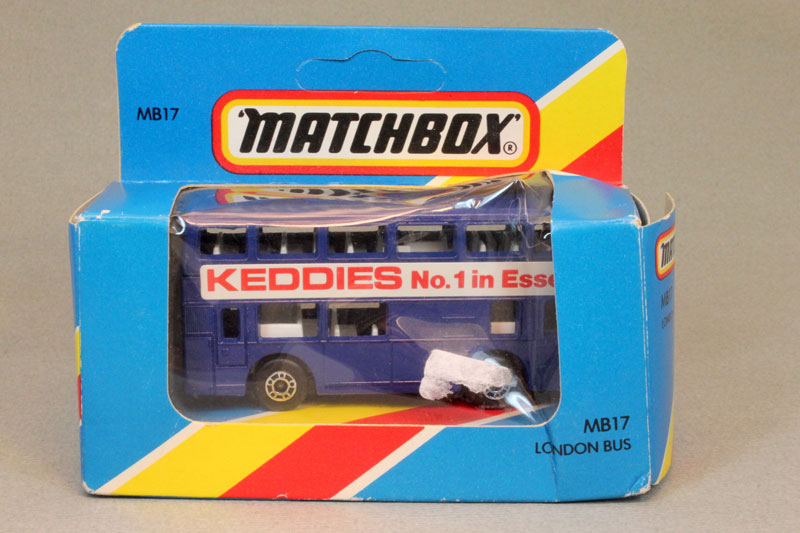 MB17
'MATCHBOX'®
KEDDIES No.1 in Esse
MB17
LONDON BUS